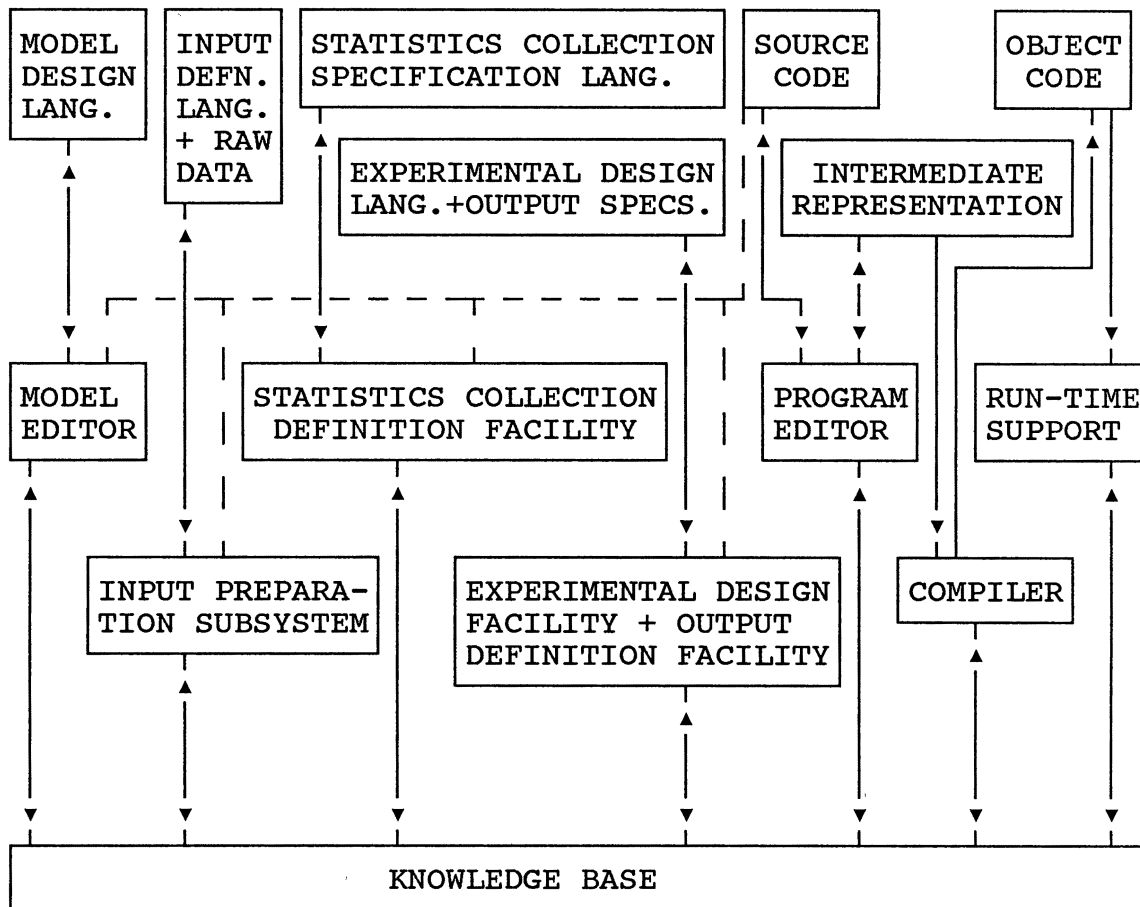 MODEL
DESIGN
LANG.
INPUT
DEFN.
LANG.
+ RAW
DATA
STATISTICS COLLECTION
SPECIFICATION LANG.
SOURCE
CODE
OBJECT
CODE
EXPERIMENTAL DESIGN
LANG.+OUTPUT SPECS.
INTERMEDIATE
REPRESENTATION
MODEL
EDITOR
STATISTICS COLLECTION
DEFINITION FACILITY
PROGRAM
EDITOR
RUN-TIME
SUPPORT
INPUT PREPARA-
TION SUBSYSTEM
EXPERIMENTAL DESIGN
FACILITY + OUTPUT
DEFINITION FACILITY
COMPILER
KNOWLEDGE BASE